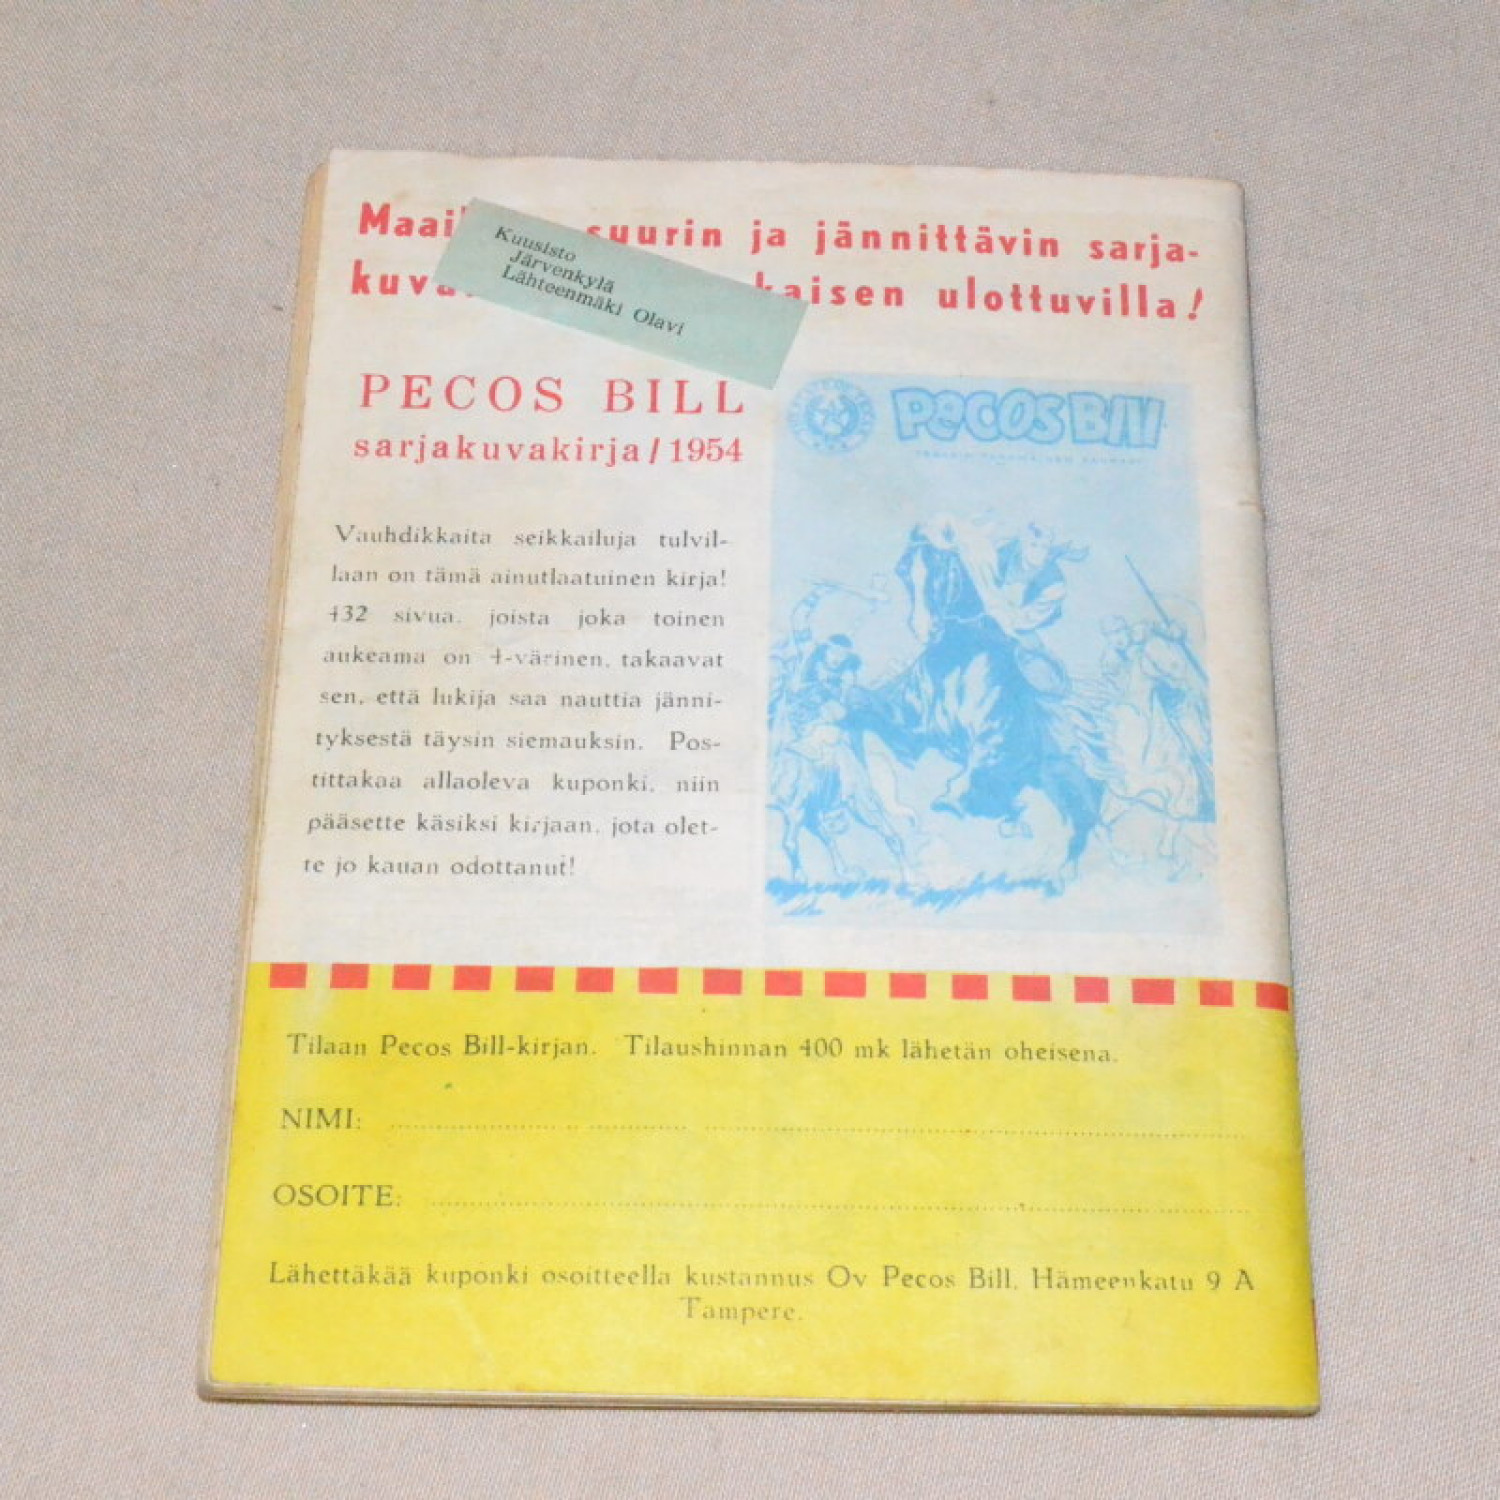 suurin ja jännittävin sarja-
ulottuvilla!
Kuusisto
Järvenkylä
Lähteenmäki Olavi
PECOS BILL
sarjakuvakirja/1954
PECOS BILL
Vauhdikkaita seikkailuja tulvil-
laan on tämä ainutlaatuinen kirja!
432 sivua, joista joka toinen
aukeama on 4-värinen, takaavat
sen, että lukija saa nauttia jänni-
tyksestä täysin siemauksin. Pos-
tittakaa allaoleva kuponki, niin
pääsette käsiksi kirjaan, jota olet-
te jo kauan odottanut!
Tilaan Pecos Bill-kirjan. Tilaushinnan 400 mk lähetän oheisena.
NIMI:
OSOITE:
Lähettäkää kuponki osoitteella kustannus Oy Pecos Bill, Hämeenkatu 9 A
Tampere.